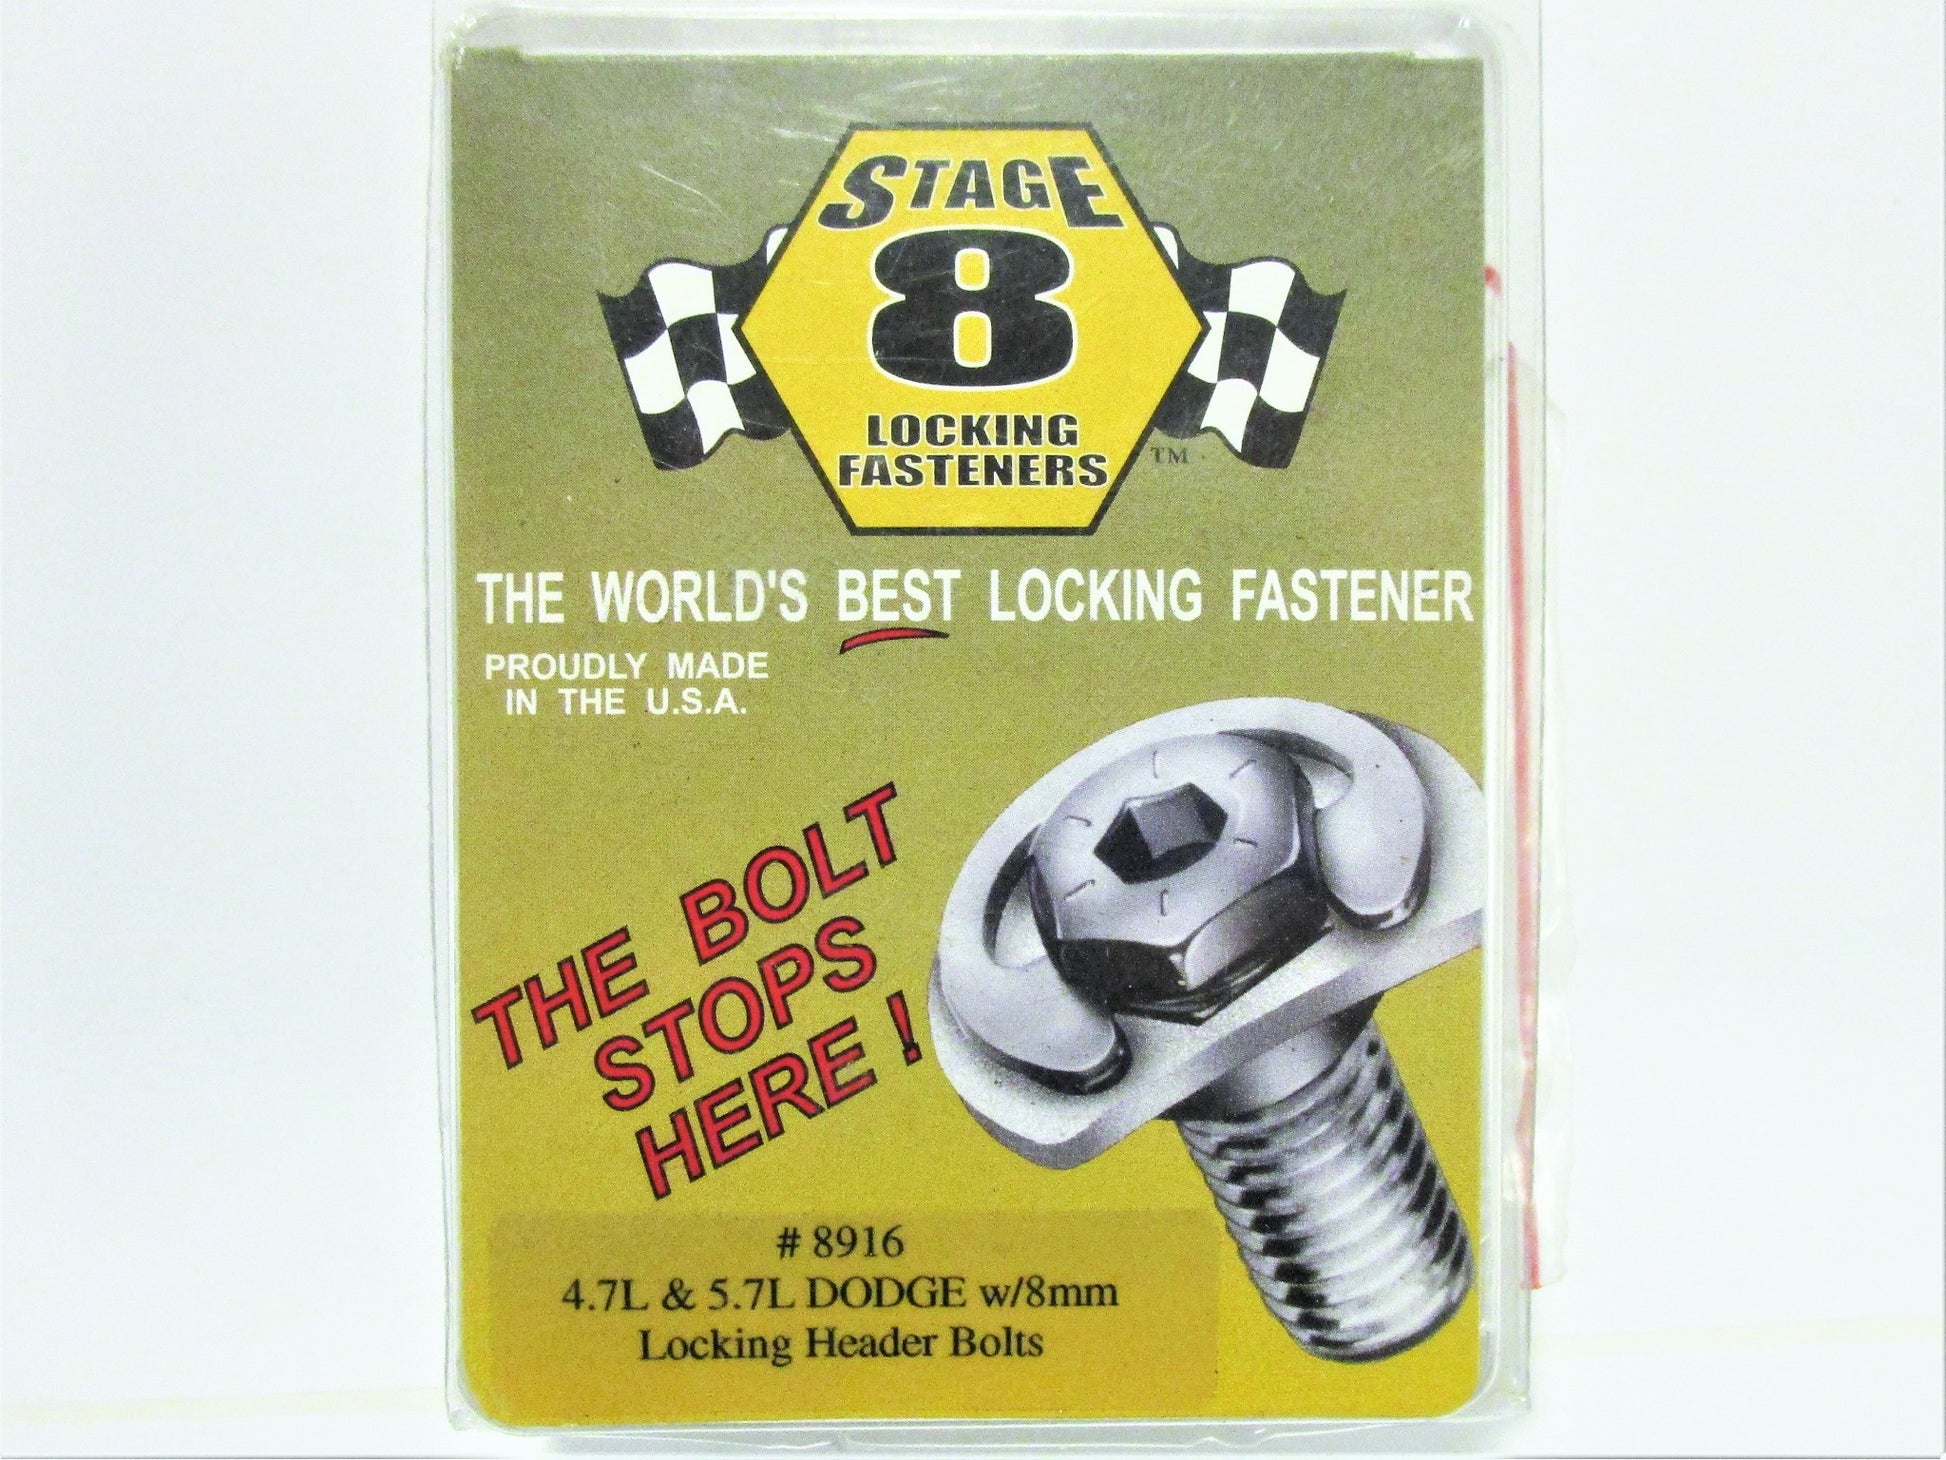 STAGE
8
LOCKING
FASTENERS
TM
THE WORLD'S BEST LOCKING FASTENER
PROUDLY MADE
IN THE U.S.A.
THE BOLT
STOPS
HERE !
# 8916
4.7L & 5.7L DODGE w/8mm
Locking Header Bolts